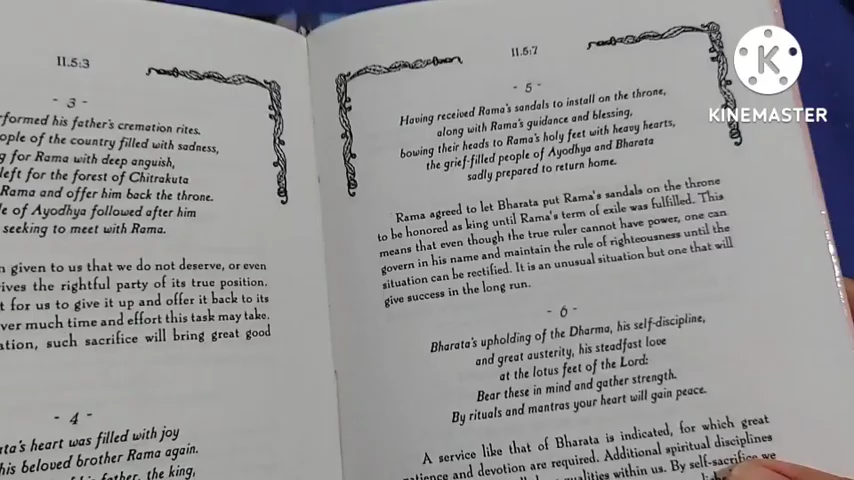 II.5:3
- 3 -
formed his father's cremation rites.
ople of the country filled with sadness,
g for Rama with deep anguish,
left for the forest of Chitrakuta
Rama and offer him back the throne.
le of Ayodhya followed after him
seeking to meet with Rama.
n given to us that we do not deserve, or even
rives the rightful party of its true position,
t for us to give it up and offer it back to its
ver much time and effort this task may take.
ation, such sacrifice will bring great good
- 4 -
ata's heart was filled with joy
his beloved brother Rama again.
father, the king,
II.5:7
- 5 -
Having received Rama's sandals to install on the throne,
along with Rama's guidance and blessing,
bowing their heads to Rama's holy feet with heavy hearts,
the grief-filled people of Ayodhya and Bharata
sadly prepared to return home.
Rama agreed to let Bharata put Rama's sandals on the throne
to be honored as king until Rama's term of exile was fulfilled. This
means that even though the true ruler cannot have power, one can
govern in his name and maintain the rule of righteousness until the
situation can be rectified. It is an unusual situation but one that will
give success in the long run.
- 6 -
Bharata's upholding of the Dharma, his self-discipline,
and great austerity, his steadfast love
at the lotus feet of the Lord:
Bear these in mind and gather strength.
By rituals and mantras your heart will gain peace.
A service like that of Bharata is indicated, for which great
patience and devotion are required. Additional spiritual disciplines
qualities within us. By self-sacrifice we
K
KINEMASTER